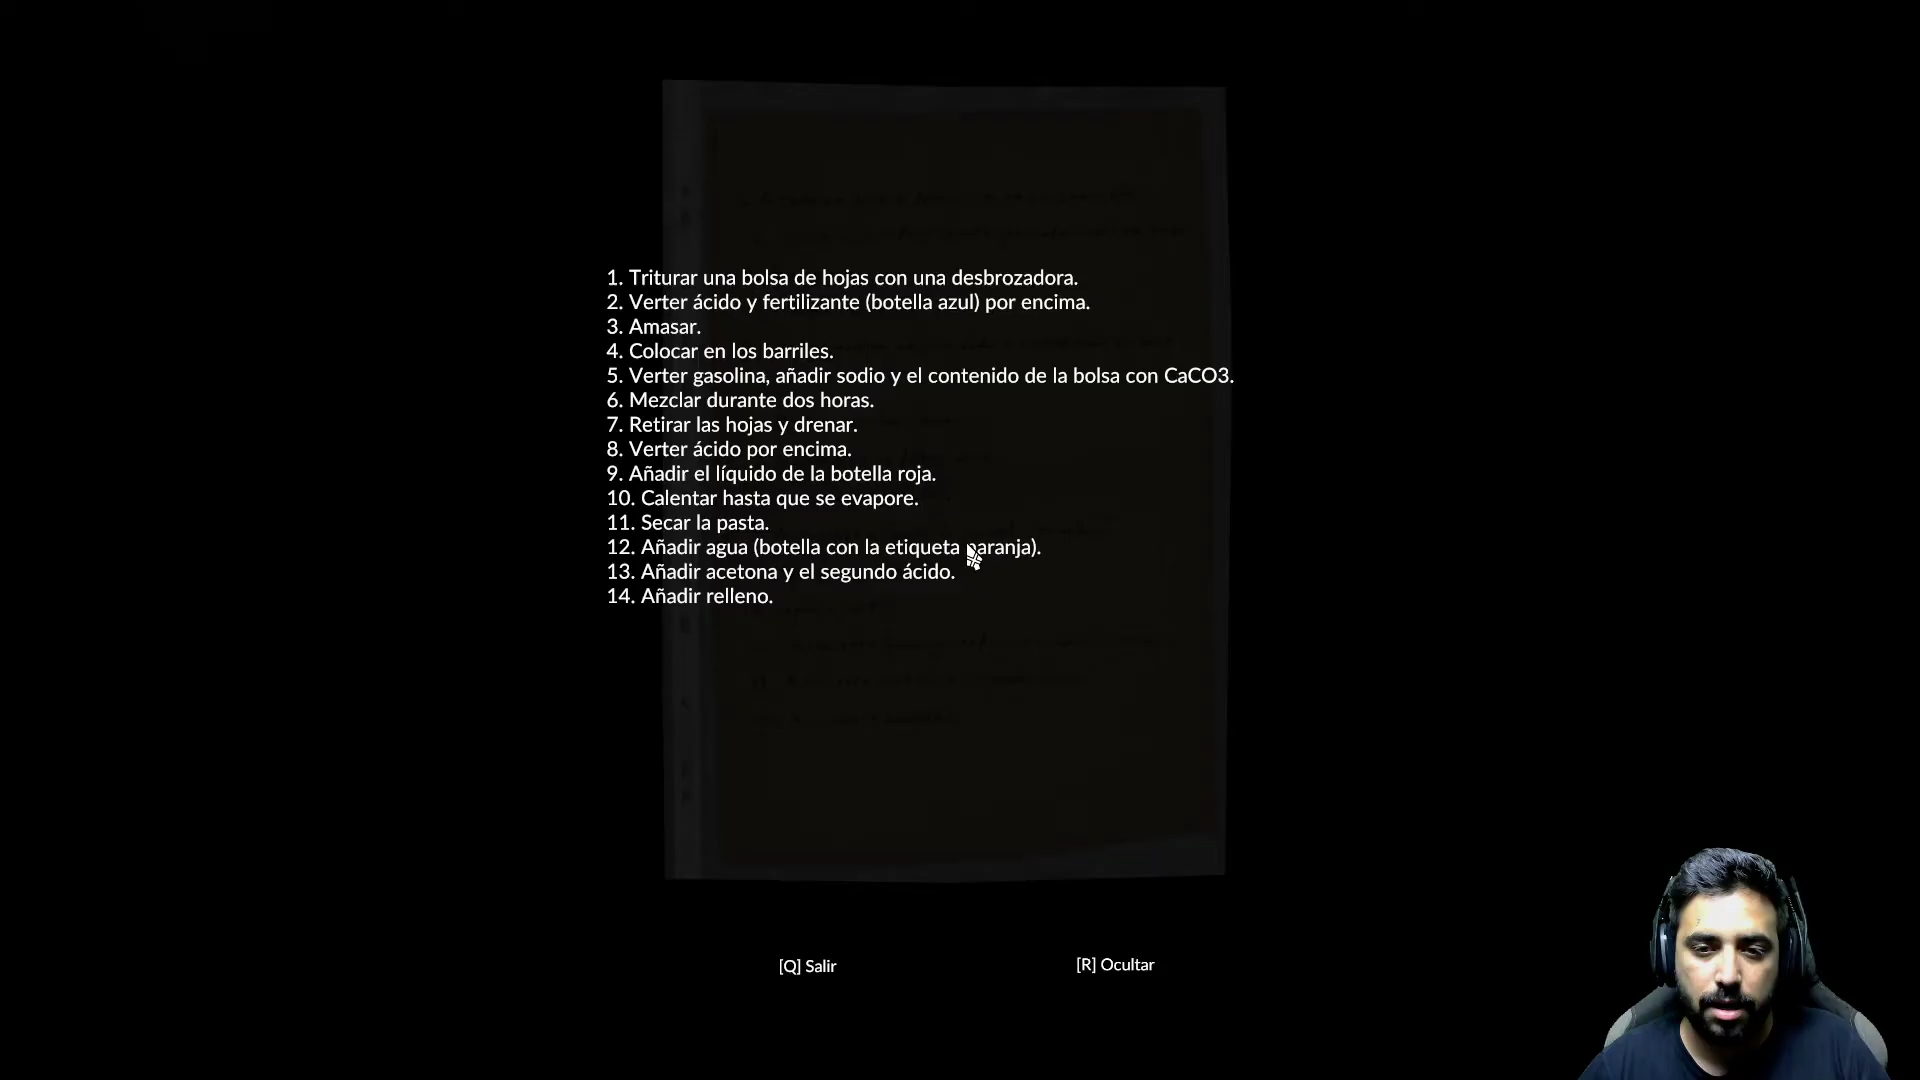 1. Triturar una bolsa de hojas con una desbrozadora.
2. Verter ácido y fertilizante (botella azul) por encima.
3. Amasar.
4. Colocar en los barriles.
5. Verter gasolina, añadir sodio y el contenido de la bolsa con CaCO3.
6. Mezclar durante dos horas.
7. Retirar las hojas y drenar.
8. Verter ácido por encima.
9. Añadir el líquido de la botella roja.
10. Calentar hasta que se evapore.
11. Secar la pasta.
12. Añadir agua (botella con la etiqueta naranja).
13. Añadir acetona y el segundo ácido.
14. Añadir relleno.
[Q] Salir
[R] Ocultar